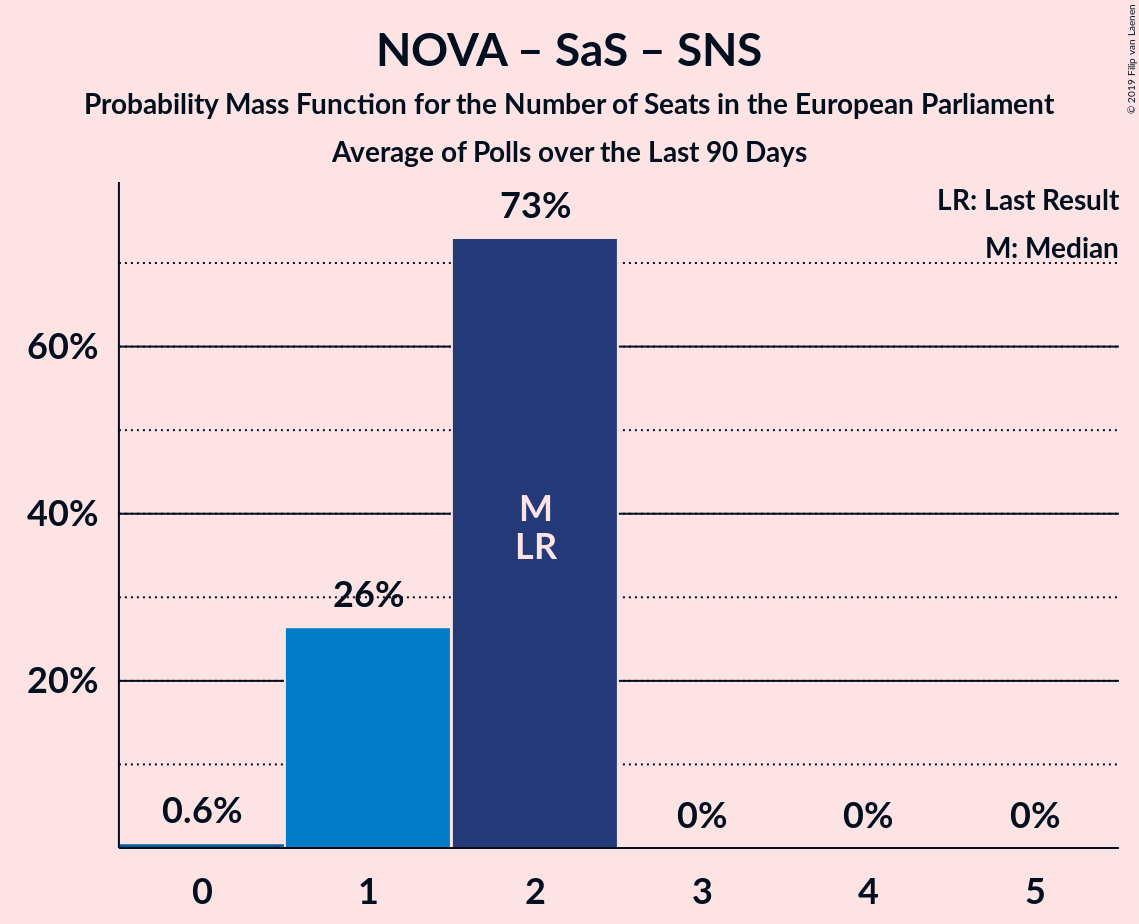 NOVA – SaS – SNS
Probability Mass Function for the Number of Seats in the European Parliament
Average of Polls over the Last 90 Days
© 2019 Filip van Laenen
LR: Last Result
M: Median
73%
60%
40%
20%
M
LR
26%
0.6%
0%
0%
0%
0
1
2
3
4
5